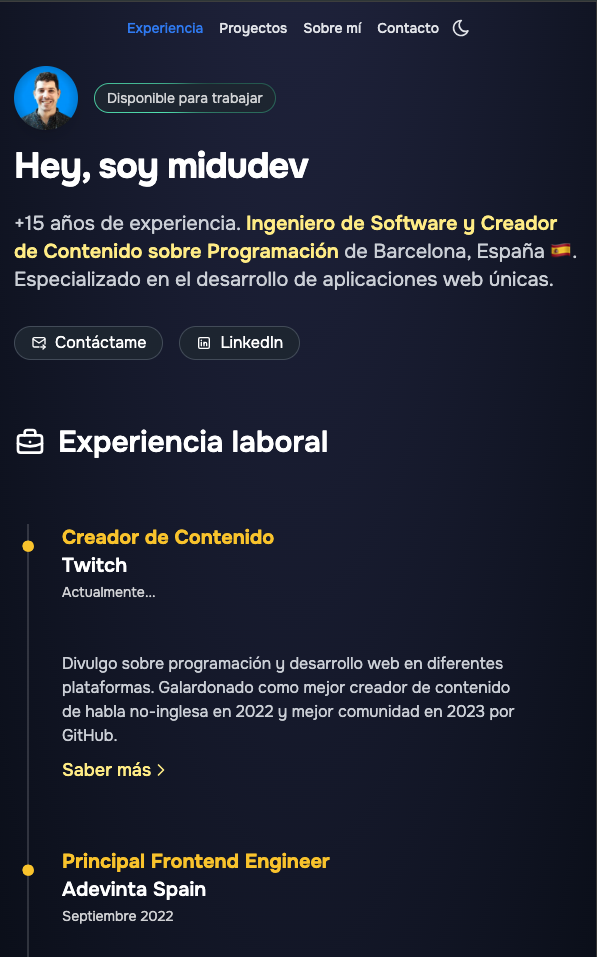 Experiencia Proyectos Sobre mí Contacto
Disponible para trabajar
Hey, soy midudev
+15 años de experiencia. Ingeniero de Software y Creador
de Contenido sobre Programación de Barcelona, España 🇪🇸.
Especializado en el desarrollo de aplicaciones web únicas.
Contáctame LinkedIn
Experiencia laboral
Creador de Contenido
Twitch
Actualmente...
Divulgo sobre programación y desarrollo web en diferentes
plataformas. Galardonado como mejor creador de contenido
de habla no-inglesa en 2022 y mejor comunidad en 2023 por
GitHub.
Saber más
Principal Frontend Engineer
Adevinta Spain
Septiembre 2022